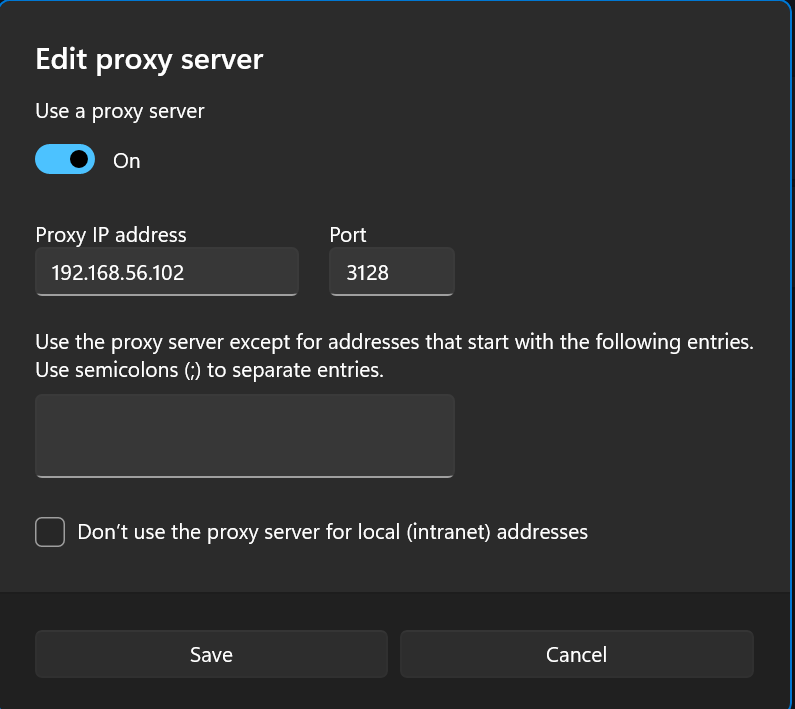 Edit proxy server
Use a proxy server
On
Proxy IP address
Port
192.168.56.102
3128
Use the proxy server except for addresses that start with the following entries.
Use semicolons (;) to separate entries.
Don’t use the proxy server for local (intranet) addresses
Save
Cancel